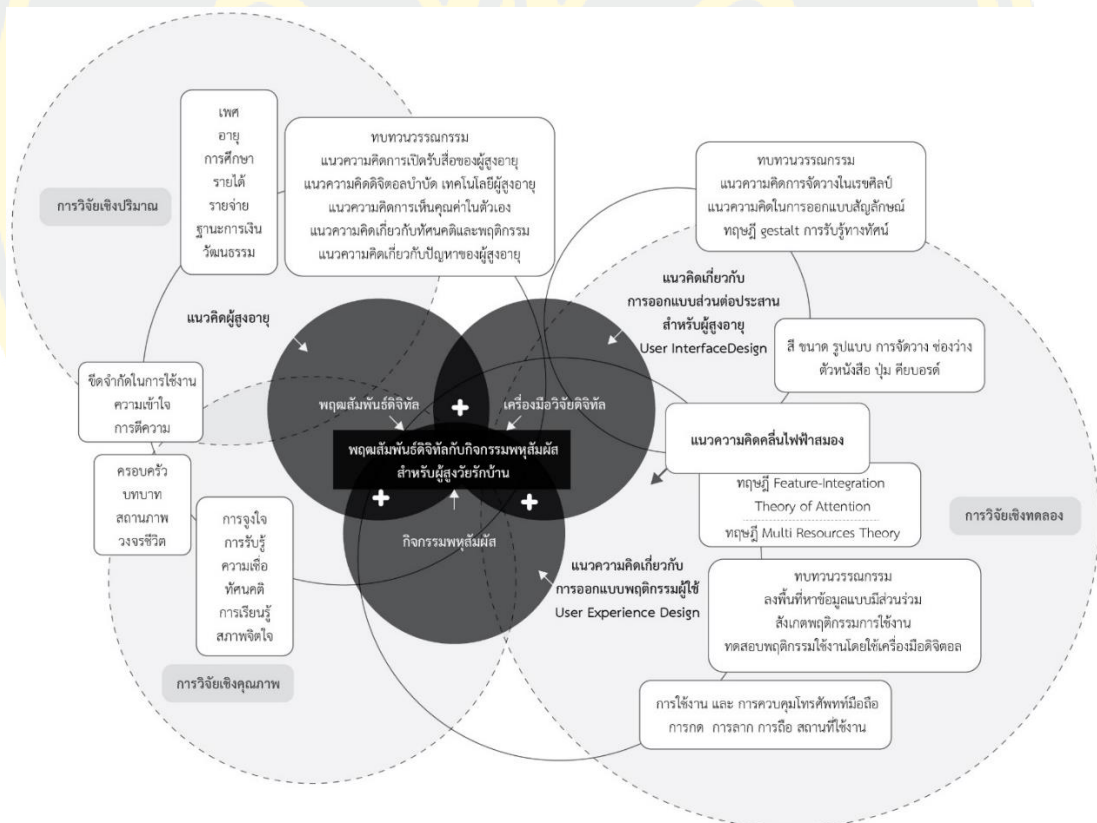 เพศ
อายุ
การศึกษา
รายได้
รายจ่าย
ฐานะการเงิน
วัฒนธรรม
การวิจัยเชิงปริมาณ
ทบทวนวรรณกรรม
แนวความคิดการเปิดรับสื่อของผู้สูงอายุ
แนวความคิดดิจิตอลบำบัด เทคโนโลยีผู้สูงอายุ
แนวความคิดการเห็นคุณค่าในตัวเอง
แนวความคิดเกี่ยวกับทัศนคติและพฤติกรรม
แนวความคิดเกี่ยวกับปัญหาของผู้สูงอายุ
ทบทวนวรรณกรรม
แนวความคิดการจัดวางในเรขศิลป์
แนวความคิดในการออกแบบสัญลักษณ์
ทฤษฎี gestalt การรับรู้ทางทัศน์
แนวคิดผู้สูงอายุ
แนวคิดเกี่ยวกับ
การออกแบบส่วนต่อประสาน
สำหรับผู้สูงอายุ
User InterfaceDesign
สี ขนาด รูปแบบ การจัดวาง ช่องว่าง
ตัวหนังสือ ปุ่ม คียบอรด์
ขีดจำกัดในการใช้งาน
ความเข้าใจ
การตีความ
พฤฒสัมพันธ์ดิจิทัล
เครื่องมือวิจัยดิจิทัล
พฤฒสัมพันธ์ดิจิทัลกับกิจกรรมพหุสัมผัส
สำหรับผู้สูงวัยรักบ้าน
กิจกรรมพหุสัมผัส
แนวความคิดคลื่นไฟฟ้าสมอง
ทฤษฎี Feature-Integration
Theory of Attention
ทฤษฎี Multi Resources Theory
การวิจัยเชิงทดลอง
ครอบครัว
บทบาท
สถานภาพ
วงจรชีวิต
การจูงใจ
การรับรู้
ความเชื่อ
ทัศนคติ
การเรียนรู้
สภาพจิตใจ
การวิจัยเชิงคุณภาพ
แนวความคิดเกี่ยวกับ
การออกแบบพฤติกรรมผู้ใช้
User Experience Design
ทบทวนวรรณกรรม
ลงพื้นที่หาข้อมูลแบบมีส่วนร่วม
สังเกตพฤติกรรมการใช้งาน
ทดสอบพฤติกรรมใช้งานโดยใช้เครื่องมือดิจิตอล
การใช้งาน และ การควบคุมโทรศัพทท์มือถือ
การกด การลาก การถือ สถานที่ใช้งาน